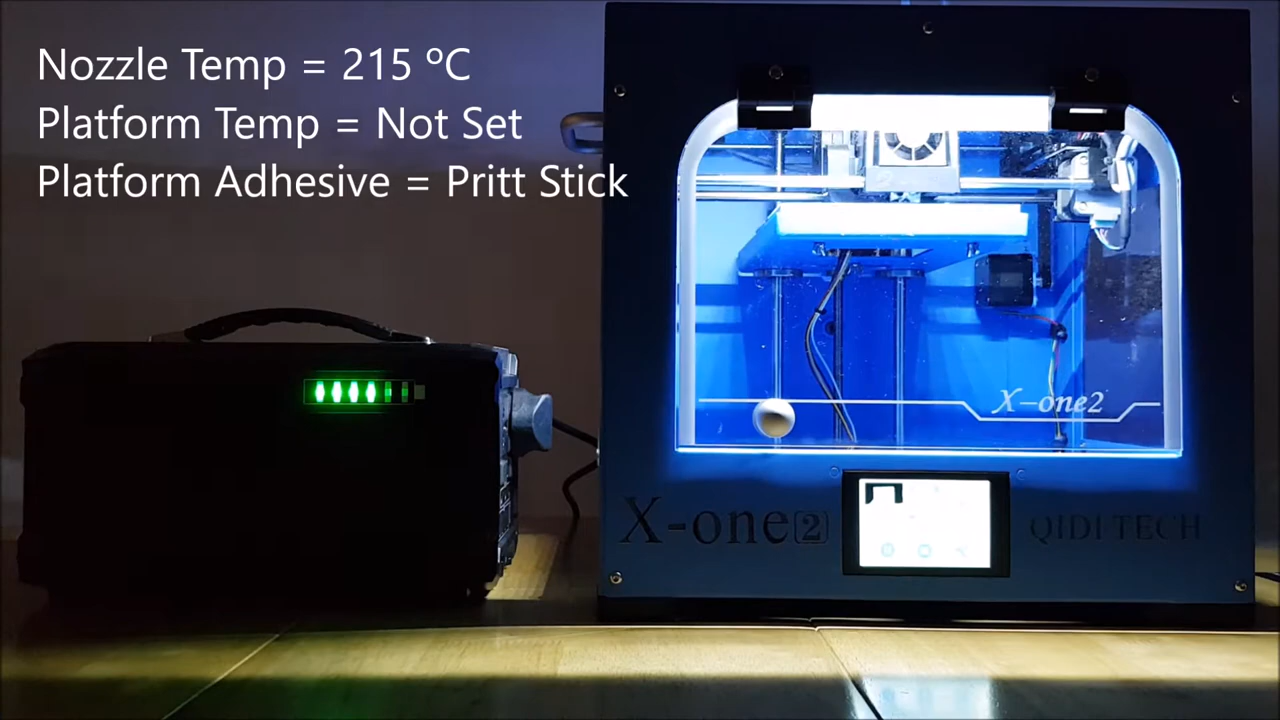 Nozzle Temp = 215 ºC
Platform Temp = Not Set
Platform Adhesive = Pritt Stick
X-one2
X-one2
QIDI TECH